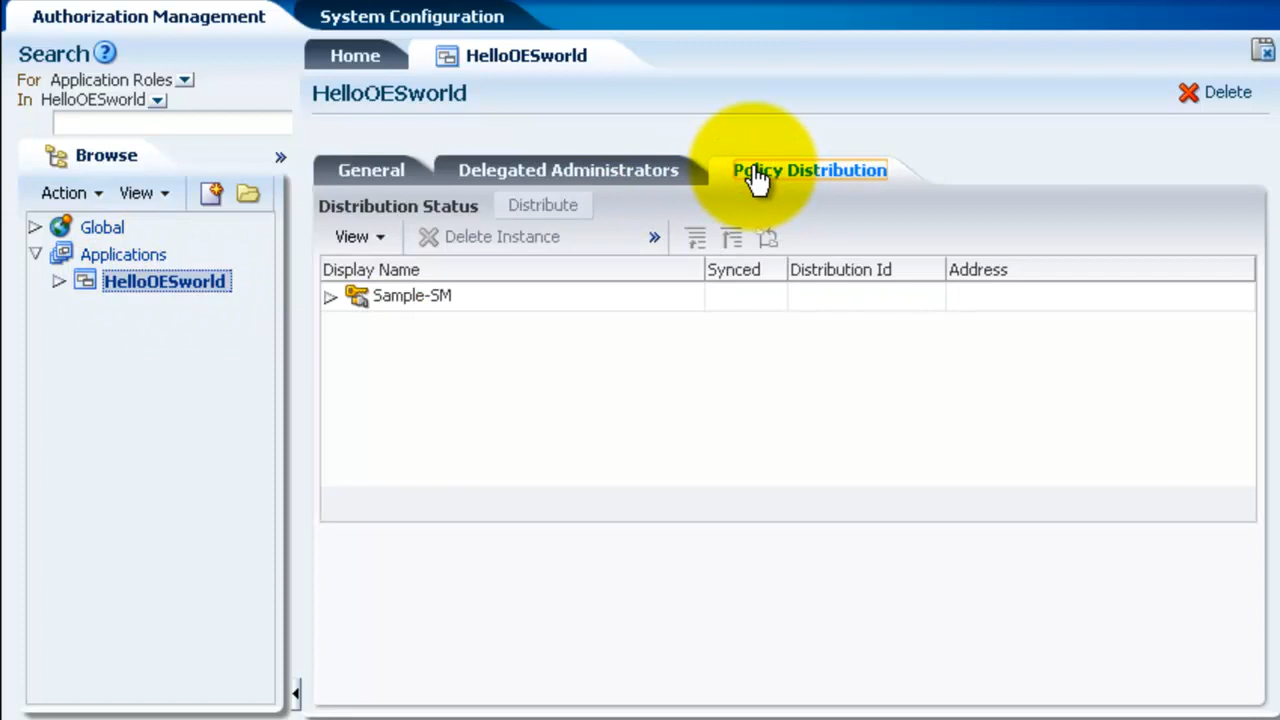 Authorization Management System Configuration
Search ?
For Application Roles
In HelloOESworld
Home HelloOESworld
HelloOESworld
Delete
Browse »
Action View
Global
Applications
HelloOESworld
General Delegated Administrators Policy Distribution
Distribution Status Distribute
View Delete Instance »
Display Name Synced Distribution Id Address
Sample-SM